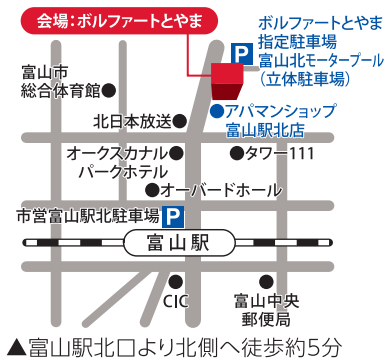 会場：ボルファートとやま
P
ボルファートとやま
指定駐車場
富山北モータープール
（立体駐車場）
富山市
総合体育館
アパマンショップ
富山駅北店
北日本放送
オークスカナル
パークホテル
タワー111
オーバードホール
市営富山駅北駐車場
P
富山駅
CIC
富山中央
郵便局
▲富山駅北口より北側へ徒歩約5分